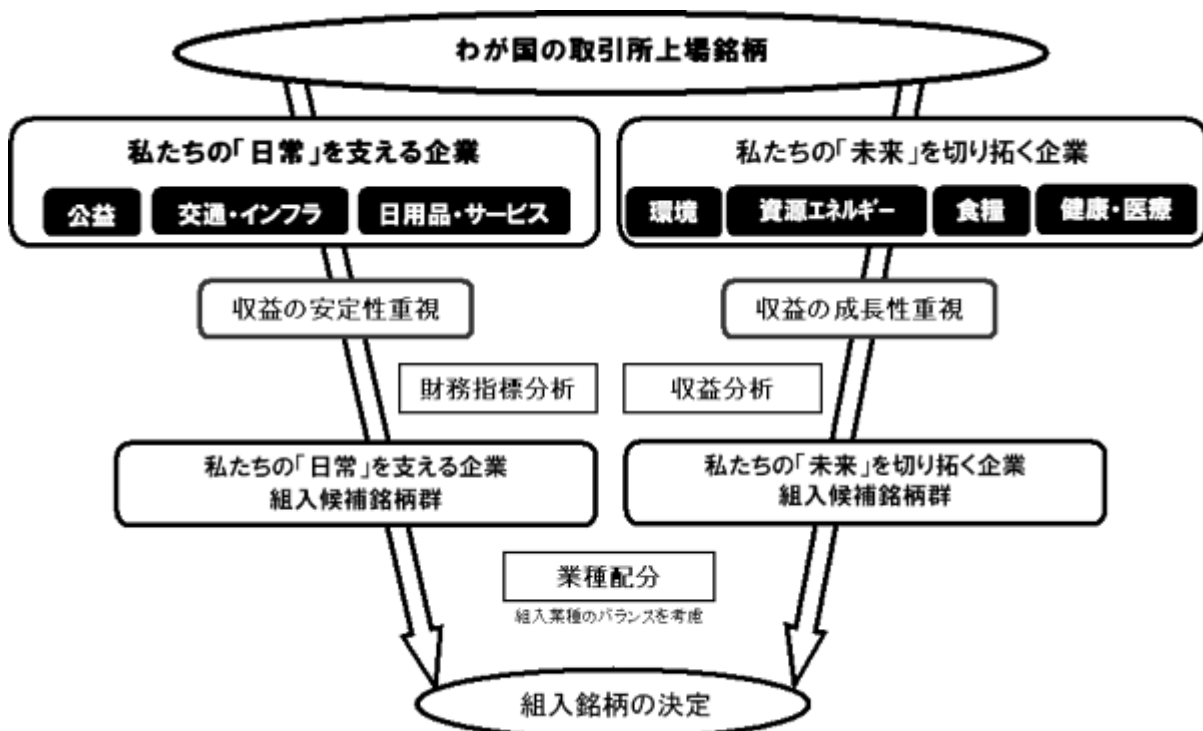 わが国の取引所上場銘柄
私たちの「日常」を支える企業
公益
交通・インフラ
日用品・サービス
私たちの「未来」を切り拓く企業
環境
資源エネルギー
食糧
健康・医療
収益の安定性重視
収益の成長性重視
財務指標分析
収益分析
私たちの「日常」を支える企業
組入候補銘柄群
私たちの「未来」を切り拓く企業
組入候補銘柄群
業種配分
組入業種のバランスを考慮
組入銘柄の決定